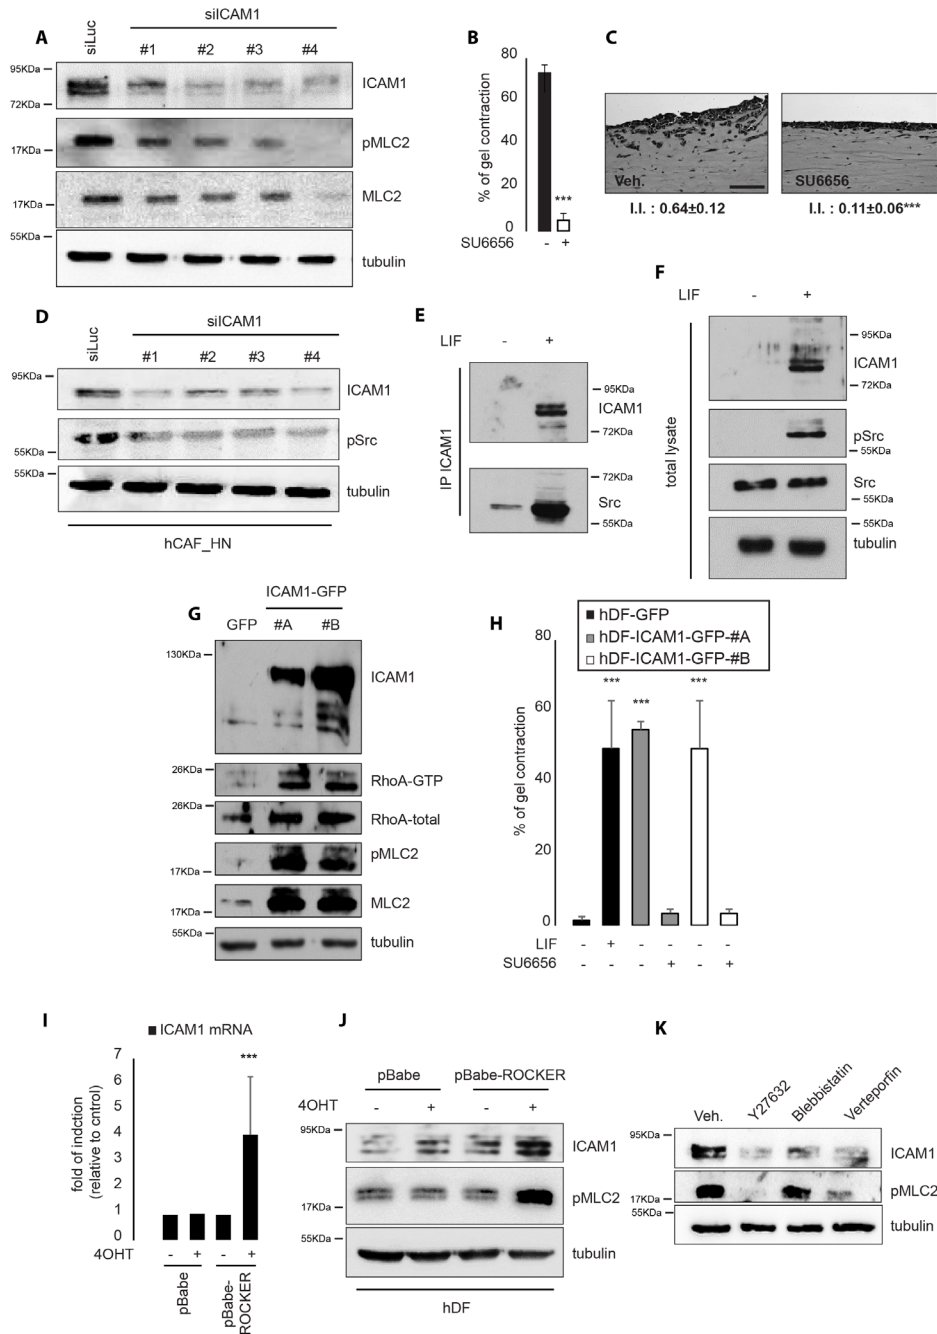 A
siLuc
siICAM1
#1 #2 #3 #4
95KDa
72KDa
ICAM1
17KDa
pMLC2
17KDa
MLC2
55KDa
tubulin
B
% of gel contraction
80
60
40
20
0
***
- +
SU6656
C
Veh.
SU6656
I.I. : 0.64±0.12
I.I. : 0.11±0.06***
D
siLuc
siICAM1
#1 #2 #3 #4
95KDa
ICAM1
55KDa
pSrc
55KDa
tubulin
hCAF_HN
E
LIF - +
IP ICAM1
95KDa
ICAM1
72KDa
72KDa
Src
55KDa
F
LIF - +
total lysate
95KDa
ICAM1
72KDa
pSrc
55KDa
Src
55KDa
55KDa
tubulin
G
ICAM1-GFP
GFP #A #B
130KDa
ICAM1
26KDa
RhoA-GTP
26KDa
RhoA-total
pMLC2
17KDa
MLC2
17KDa
55KDa
tubulin
H
hDF-GFP
hDF-ICAM1-GFP-#A
hDF-ICAM1-GFP-#B
% of gel contraction
80
60
40
20
0
*** *** ***
LIF - + - - - -
SU6656 - - - + - +
I
ICAM1 mRNA
fold of indction
(relative to cntrol)
7
6
5
4
3
2
1
0
***
4OHT - + - +
pBabe
pBabe-
ROCKER
J
pBabe pBabe-ROCKER
4OHT - + - +
95KDa
ICAM1
17KDa
pMLC2
55KDa
tubulin
hDF
K
Veh. Y27632 Blebbistatin Verteporfin
95KDa
ICAM1
17KDa
pMLC2
55KDa
tubulin